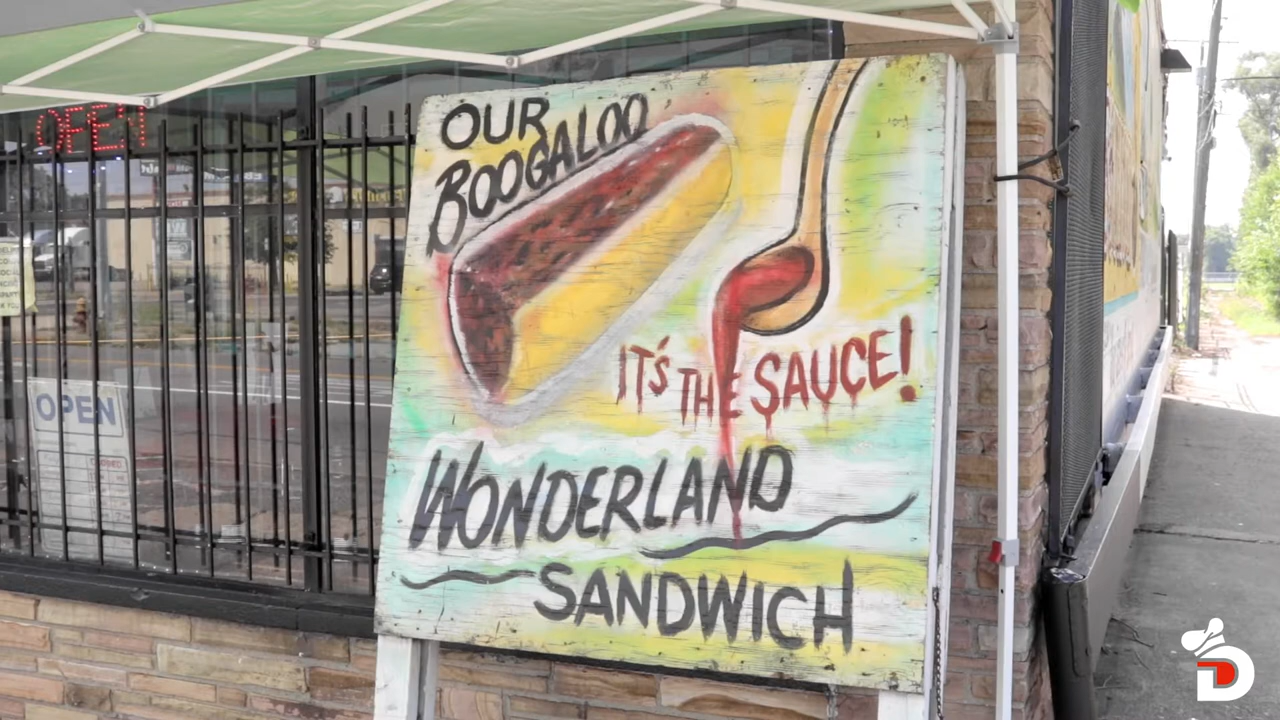 OPEN
OUR
BOOGALOO
IT'S THE SAUCE!
WONDERLAND
SANDWICH
OPEN